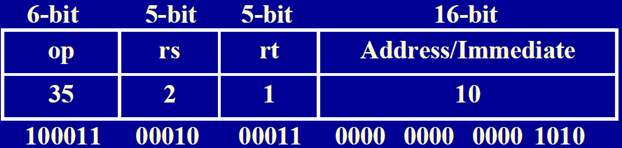 6-bit 5-bit 5-bit 16-bit
op rs rt Address/Immediate
35 2 1 10
100011 00010 00011 0000 0000 0000 1010